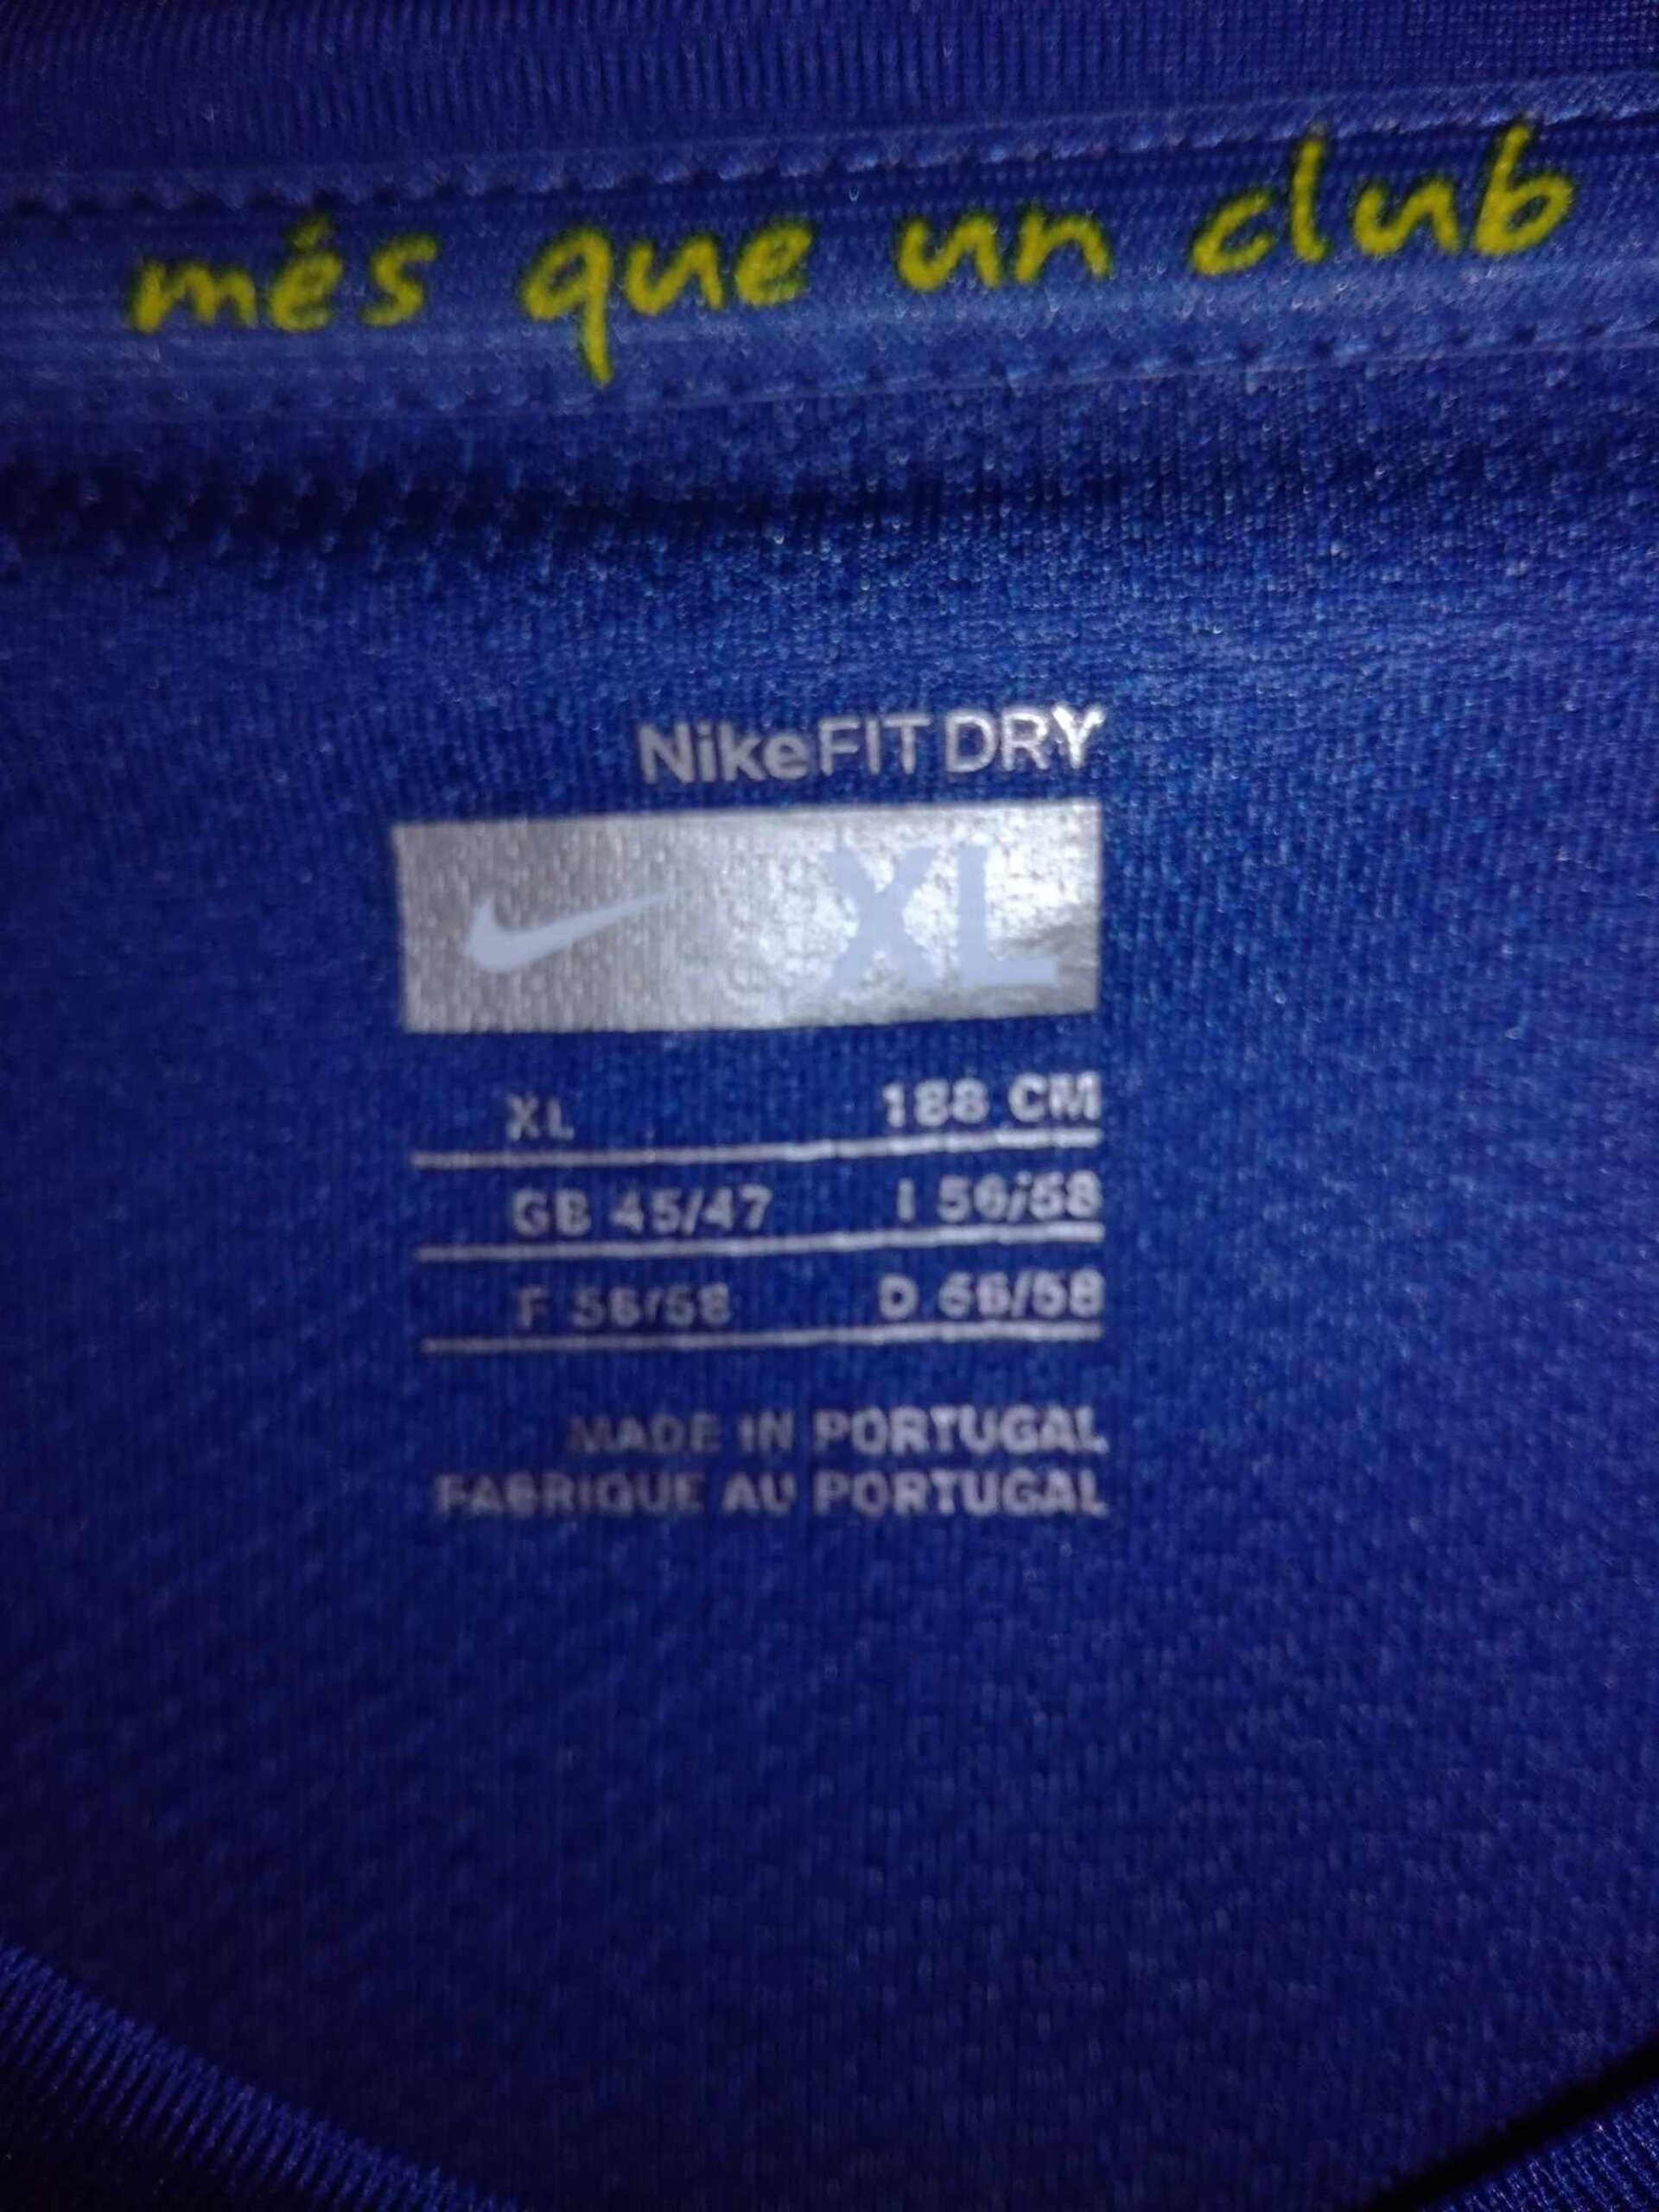 més que un club
NikeFIT DRY
XL
XL 188 CM
GB 45/47 I 56/58
F 56/58 D 56/58
MADE IN PORTUGAL
FABRIQUE AU PORTUGAL